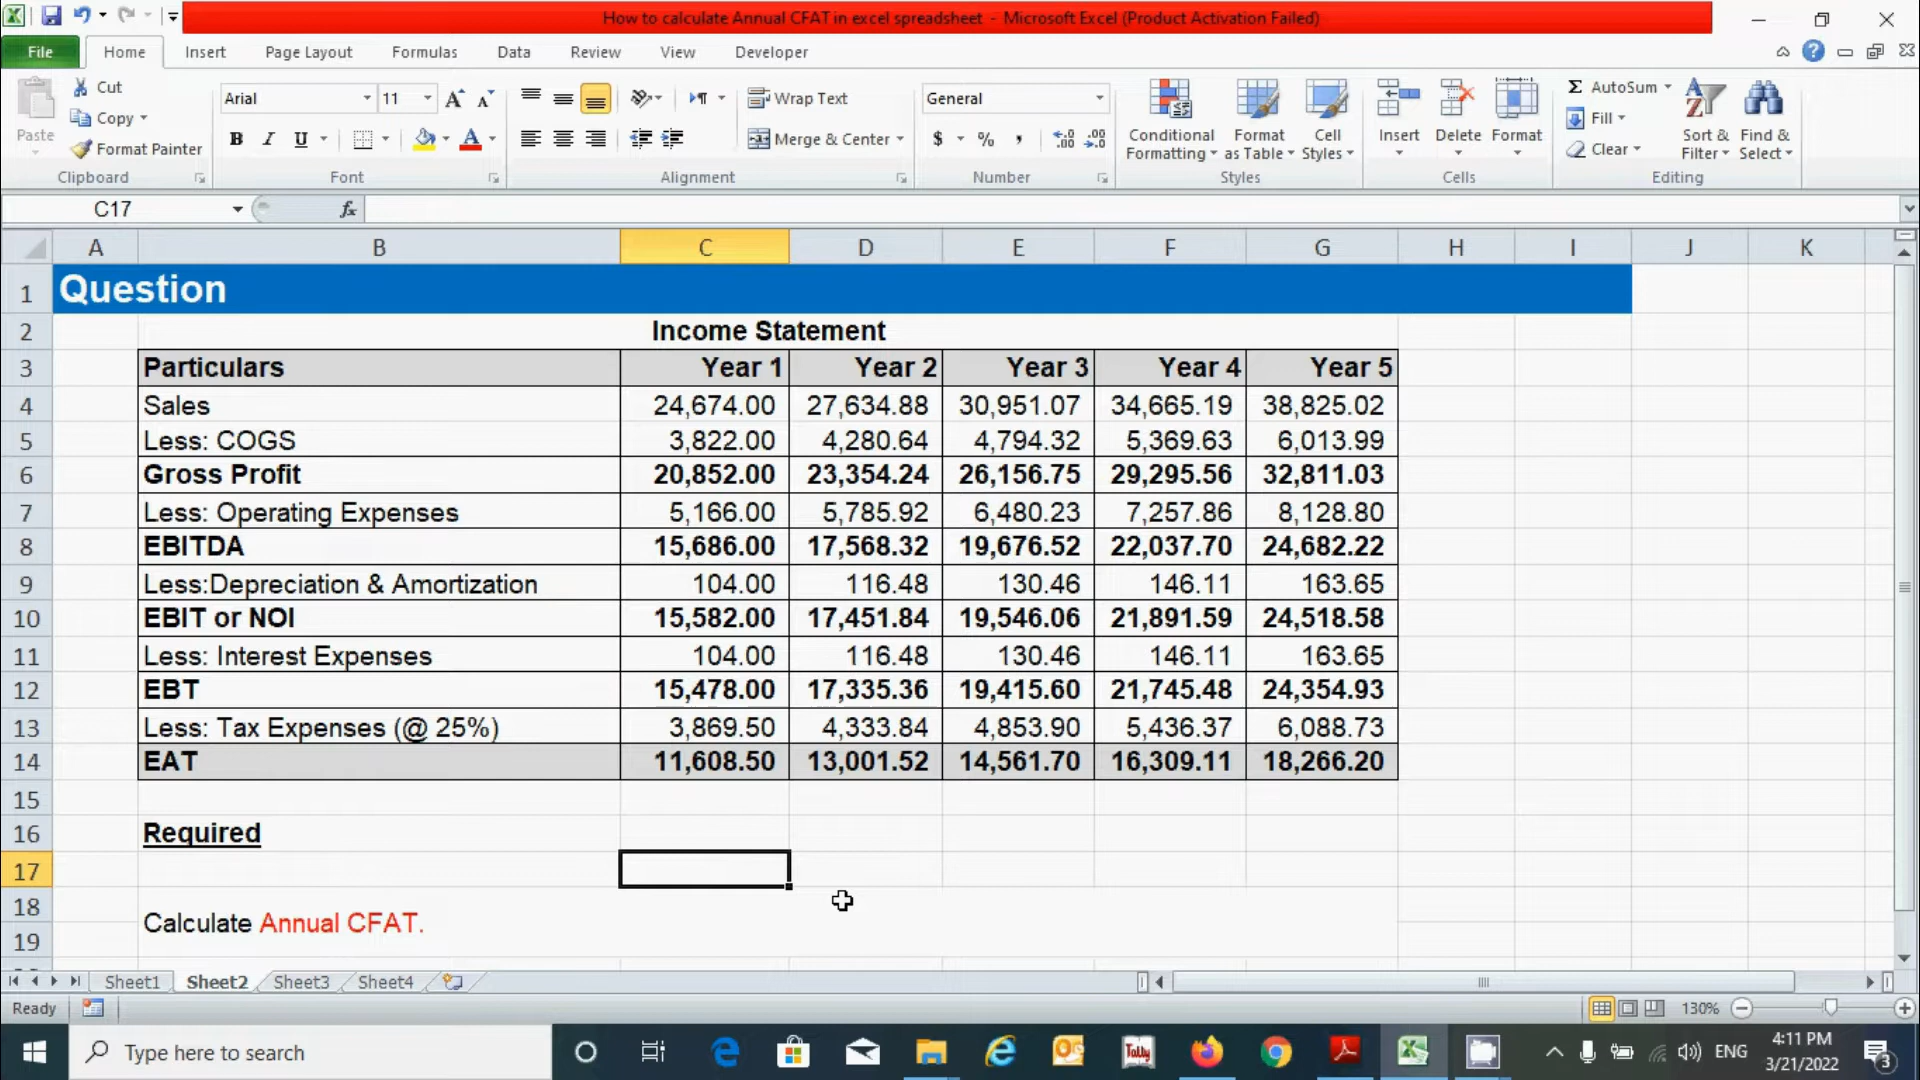 How to calculate Annual CFAT in excel spreadsheet - Microsoft Excel (Product Activation Failed)
File Home Insert Page Layout Formulas Data Review View Developer
Cut
Copy
Format Painter
Paste
Clipboard
Arial 11
B I U
Font
Wrap Text
Merge & Center
Alignment
General
$ % ,
Number
Conditional Formatting
Format as Table
Cell Styles
Styles
Insert Delete Format
Cells
Σ AutoSum
Fill
Clear
Sort & Filter
Find & Select
Editing
C17 fx
A B C D E F G H I J K
1 Question
2 Income Statement
3 Particulars Year 1 Year 2 Year 3 Year 4 Year 5
4 Sales 24,674.00 27,634.88 30,951.07 34,665.19 38,825.02
5 Less: COGS 3,822.00 4,280.64 4,794.32 5,369.63 6,013.99
6 Gross Profit 20,852.00 23,354.24 26,156.75 29,295.56 32,811.03
7 Less: Operating Expenses 5,166.00 5,785.92 6,480.23 7,257.86 8,128.80
8 EBITDA 15,686.00 17,568.32 19,676.52 22,037.70 24,682.22
9 Less:Depreciation & Amortization 104.00 116.48 130.46 146.11 163.65
10 EBIT or NOI 15,582.00 17,451.84 19,546.06 21,891.59 24,518.58
11 Less: Interest Expenses 104.00 116.48 130.46 146.11 163.65
12 EBT 15,478.00 17,335.36 19,415.60 21,745.48 24,354.93
13 Less: Tax Expenses (@ 25%) 3,869.50 4,333.84 4,853.90 5,436.37 6,088.73
14 EAT 11,608.50 13,001.52 14,561.70 16,309.11 18,266.20
15
16 Required
17
18
Calculate Annual CFAT.
19
Sheet1 Sheet2 Sheet3 Sheet4
Ready 130%
Type here to search
Tally
ENG
4:11 PM
3/21/2022
3